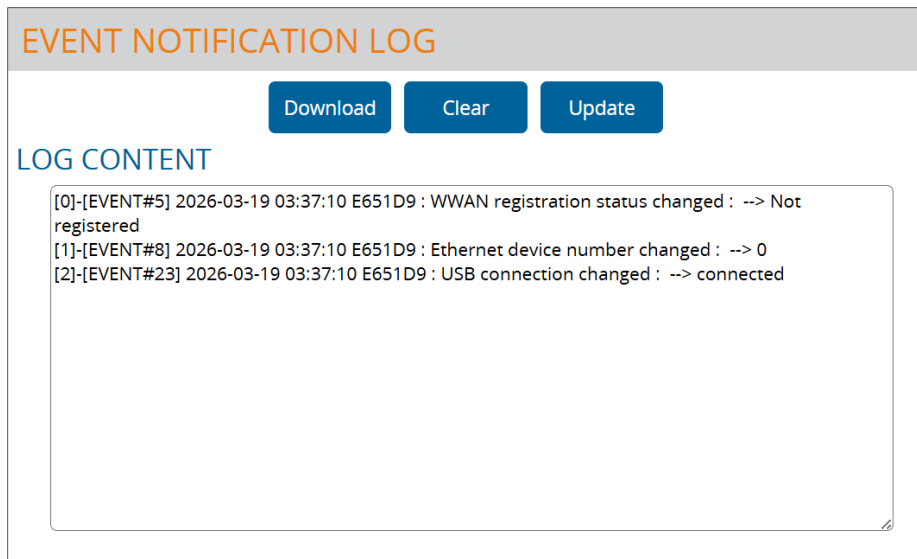 EVENT NOTIFICATION LOG
Download Clear Update
LOG CONTENT
[0]-[EVENT#5] 2026-03-19 03:37:10 E651D9 : WWAN registration status changed :  --> Not
registered
[1]-[EVENT#8] 2026-03-19 03:37:10 E651D9 : Ethernet device number changed :  --> 0
[2]-[EVENT#23] 2026-03-19 03:37:10 E651D9 : USB connection changed :  --> connected